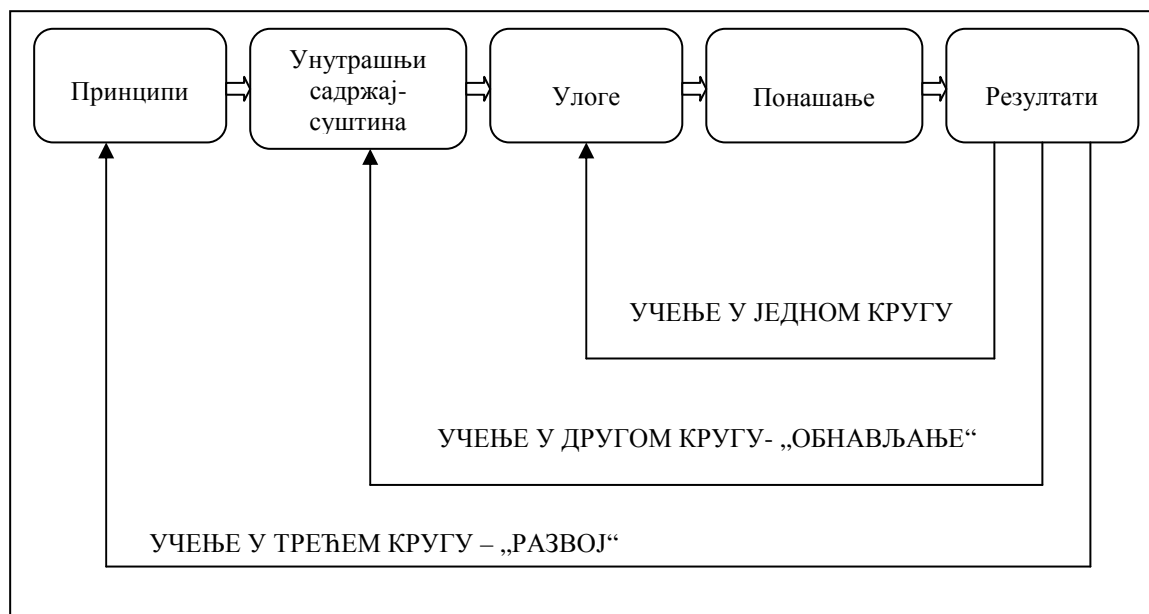 Принципи
Унутрашњи
садржај-
суштина
Улоге
Понашање
Резултати
УЧЕЊЕ У ЈЕДНОМ КРУГУ
УЧЕЊЕ У ДРУГОМ КРУГУ- „ОБНАВЉАЊЕ“
УЧЕЊЕ У ТРЕЋЕМ КРУГУ – „РАЗВОЈ“